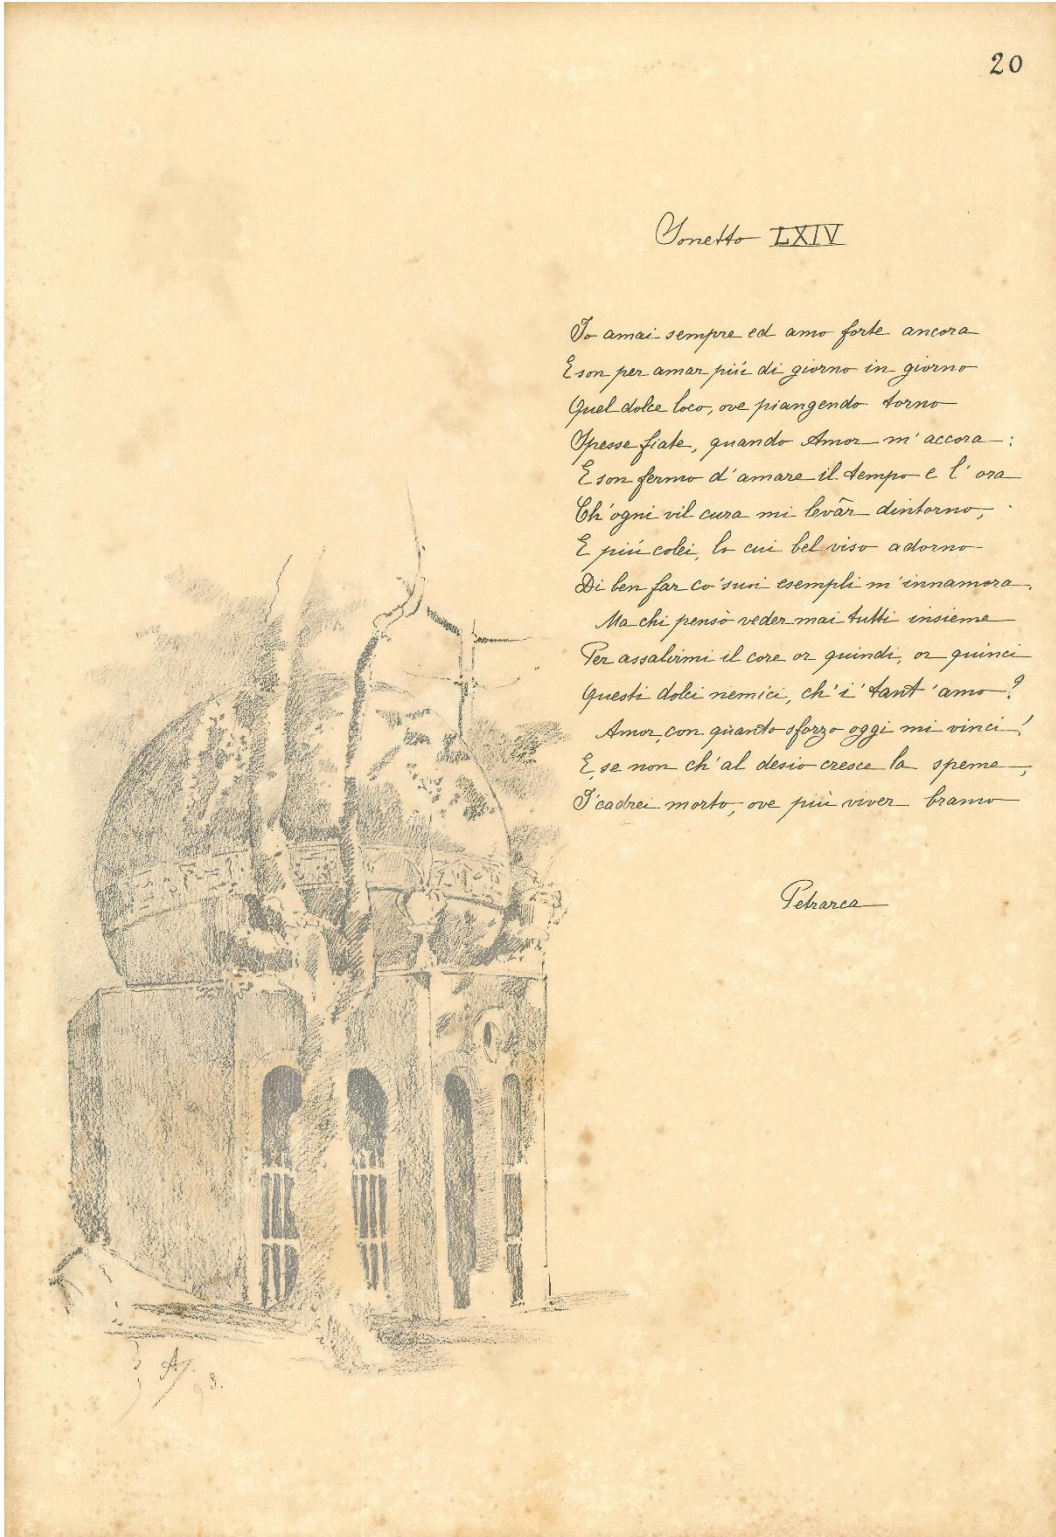 20
Sonetto LXIV
Io amai sempre ed amo forte ancora
E son per amar più di giorno in giorno
Quel dolce loco, ove piangendo torno
Spesse fiate, quando Amor m'accora:
E son fermo d'amare il tempo e l'ora
Ch'ogni vil cura mi levâr dintorno;
E più colei, lo cui bel viso adorno
Di ben far co'suoi esempli m'innamora.
Ma chi pensò veder mai tutti insieme
Per assalirmi il core or quindi, or quinci
Questi dolci nemici, ch'i' tant'amo?
Amor, con quanto sforzo oggi mi vinci!
E, se non ch'al desio cresce la speme,
I'cadrei morto, ove più viver bramo
Petrarca
93.